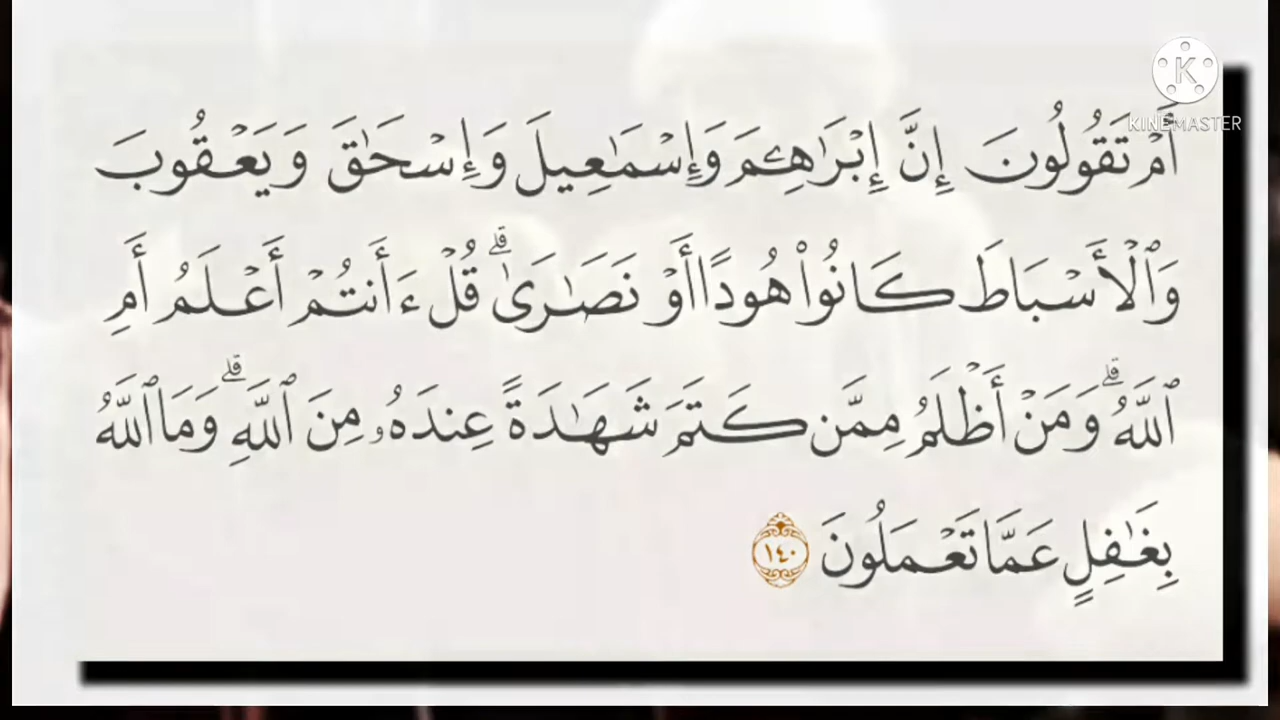 KINEMASTER
أَمْ تَقُولُونَ إِنَّ إِبْرَٰهِـۧمَ وَإِسْمَـٰعِيلَ وَإِسْحَـٰقَ وَيَعْقُوبَ
وَٱلْأَسْبَاطَ كَانُوا۟ هُودًا أَوْ نَصَـٰرَىٰ ۗ قُلْ ءَأَنتُمْ أَعْلَمُ أَمِ
ٱللَّهُ ۗ وَمَنْ أَظْلَمُ مِمَّن كَتَمَ شَهَـٰدَةً عِندَهُۥ مِنَ ٱللَّهِ ۗ وَمَا ٱللَّهُ
بِغَـٰفِلٍ عَمَّا تَعْمَلُونَ ١٤٠